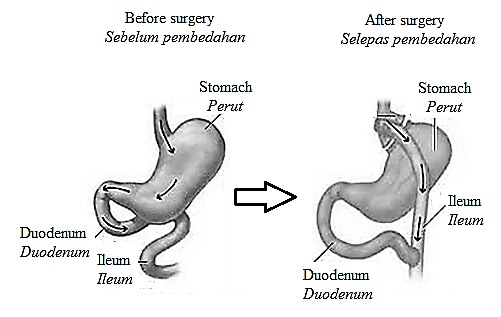 Before surgery
Sebelum pembedahan
After surgery
Selepas pembedahan
Stomach
Perut
Duodenum
Duodenum
Ileum
Ileum
Stomach
Perut
Ileum
Ileum
Duodenum
Duodenum